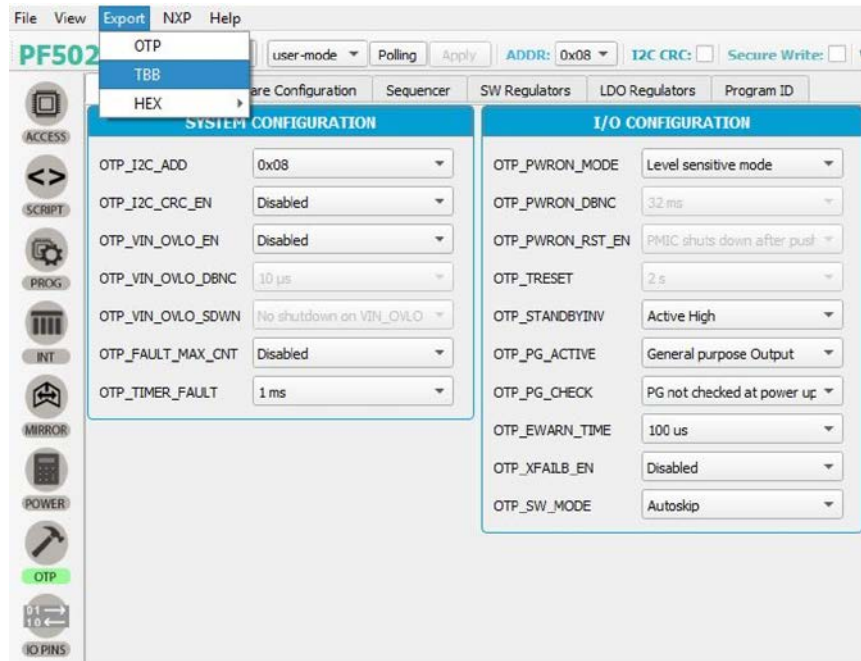 File View Export NXP Help
PF502 user-mode Polling Apply ADDR: 0x08 I2C CRC: Secure Write:
OTP
TBB
HEX
are Configuration Sequencer SW Regulators LDO Regulators Program ID
SYSTEM CONFIGURATION
OTP_I2C_ADD 0x08
OTP_I2C_CRC_EN Disabled
OTP_VIN_OVLO_EN Disabled
OTP_VIN_OVLO_DBNC 10 µs
OTP_VIN_OVLO_SDWN No shutdown on VIN_OVLO
OTP_FAULT_MAX_CNT Disabled
OTP_TIMER_FAULT 1 ms
I/O CONFIGURATION
OTP_PWRON_MODE Level sensitive mode
OTP_PWRON_DBNC 32 ms
OTP_PWRON_RST_EN PMIC shuts down after push
OTP_TRESET 2 s
OTP_STANDBYINV Active High
OTP_PG_ACTIVE General purpose Output
OTP_PG_CHECK PG not checked at power up
OTP_EWARN_TIME 100 us
OTP_XFAILB_EN Disabled
OTP_SW_MODE Autoskip
ACCESS
<>
SCRIPT
PROG
INT
MIRROR
POWER
OTP
01
10
IO PINS